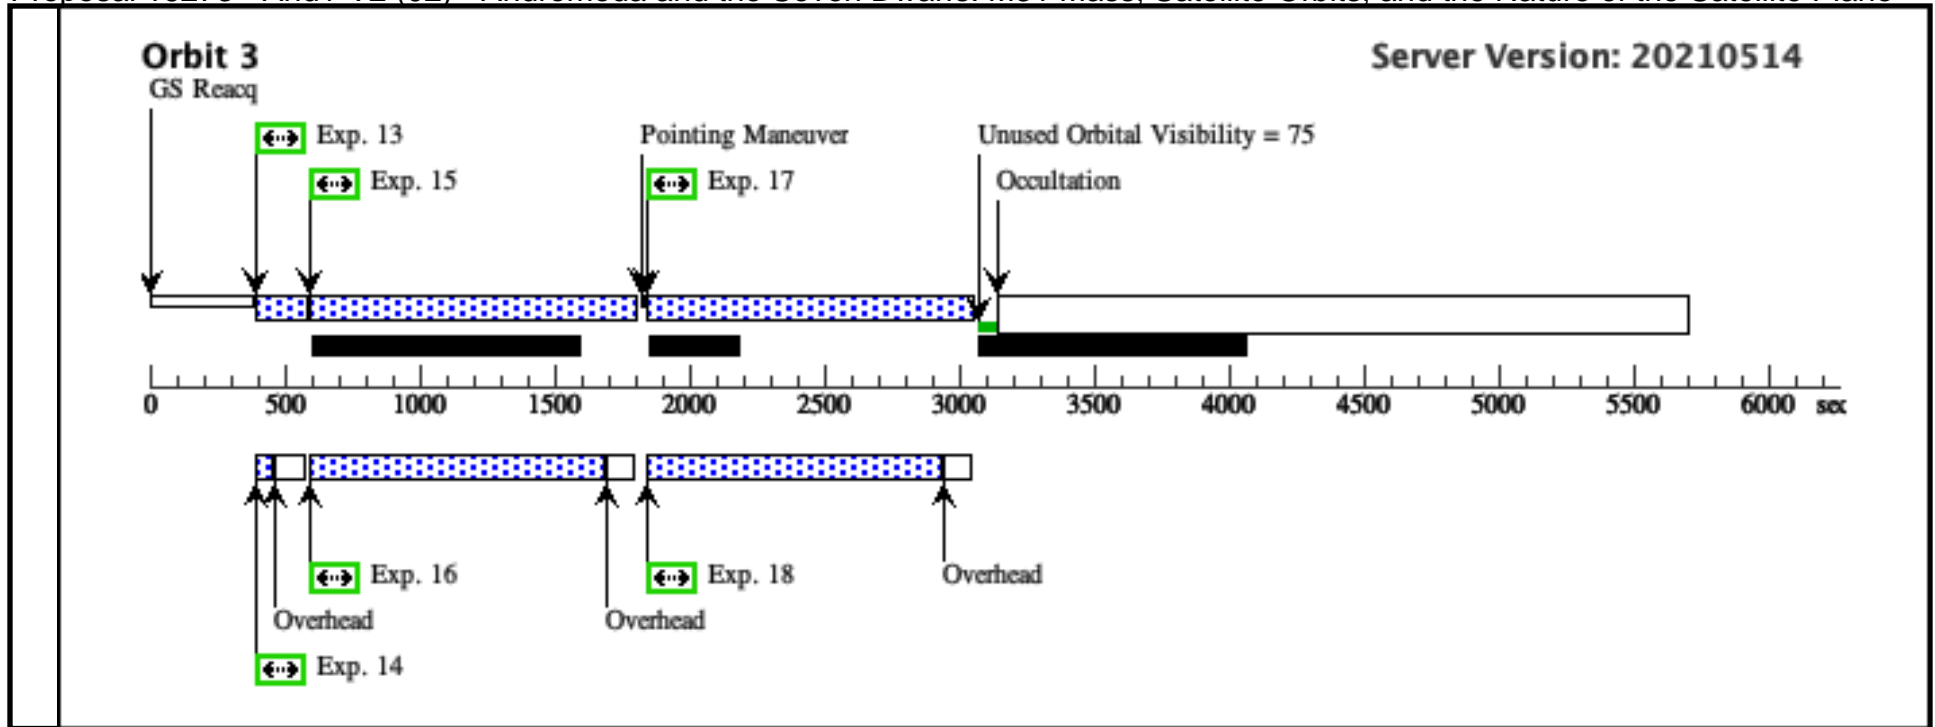 Orbit 3
Server Version: 20210514
GS Reacq
Exp. 13
Pointing Maneuver
Unused Orbital Visibility = 75
Exp. 15
Exp. 17
Occultation
0 500 1000 1500 2000 2500 3000 3500 4000 4500 5000 5500 6000 sec
Exp. 16
Exp. 18
Overhead
Overhead
Overhead
Exp. 14